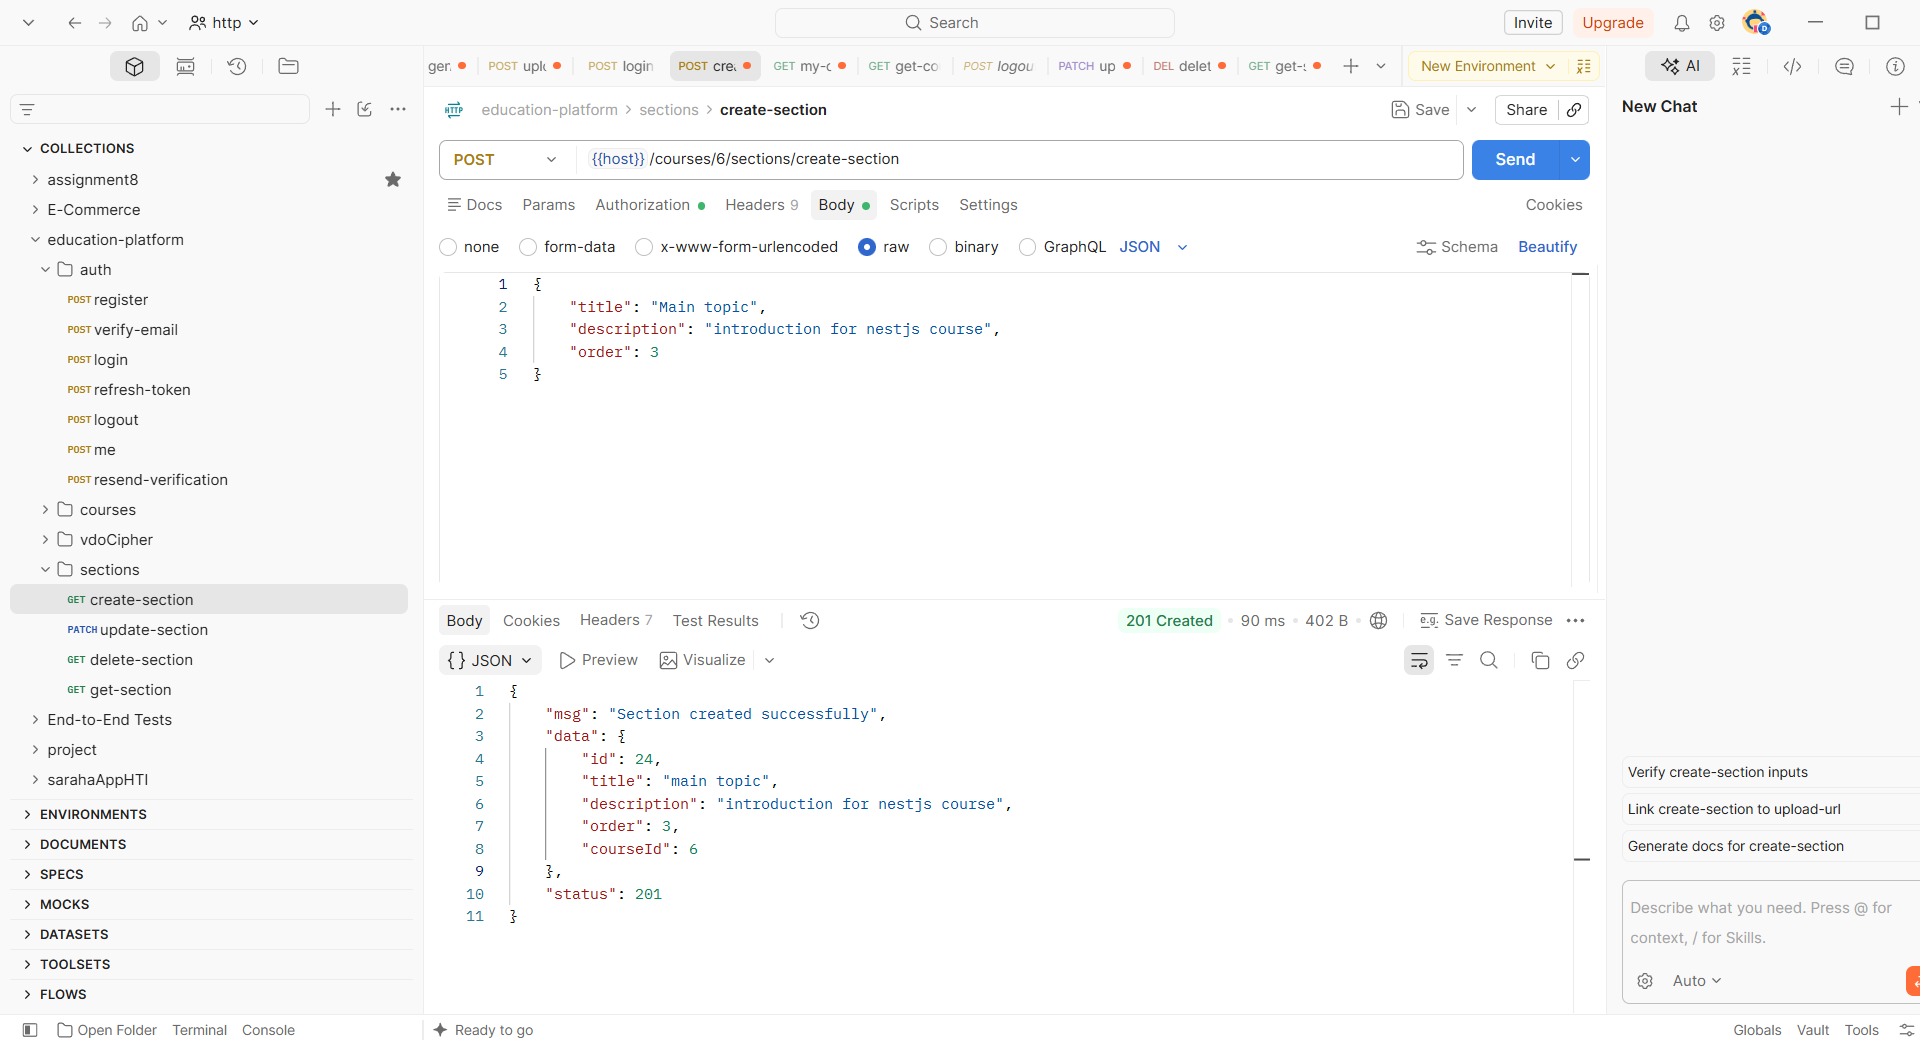 http
Search
Invite
Upgrade
POST
POST login
POST
GET
GET
POST
PATCH up
DEL delet
GET
New Environment
AI
education-platform > sections > create-section
Save
Share
New Chat
COLLECTIONS
assignment8
E-Commerce
education-platform
auth
POST register
POST verify-email
POST login
POST refresh-token
POST logout
POST me
POST resend-verification
courses
vdoCipher
sections
GET create-section
PATCH update-section
GET delete-section
GET get-section
End-to-End Tests
project
sarahaAppHTI
ENVIRONMENTS
DOCUMENTS
SPECS
MOCKS
DATASETS
TOOLSETS
FLOWS
POST
{{host}} /courses/6/sections/create-section
Send
Docs Params Authorization Headers 9 Body Scripts Settings Cookies
none form-data x-www-form-urlencoded raw binary GraphQL JSON Schema Beautify
1 {
2 "title": "Main topic",
3 "description": "introduction for nestjs course",
4 "order": 3
5 }
Body Cookies Headers 7 Test Results 201 Created 90 ms 402 B e.g. Save Response
{} JSON Preview Visualize
1 {
2 "msg": "Section created successfully",
3 "data": {
4 "id": 24,
5 "title": "main topic",
6 "description": "introduction for nestjs course",
7 "order": 3,
8 "courseId": 6
9 },
10 "status": 201
11 }
Verify create-section inputs
Link create-section to upload-url
Generate docs for create-section
Describe what you need. Press @ for
context, / for Skills.
Auto
Open Folder Terminal Console Ready to go Globals Vault Tools